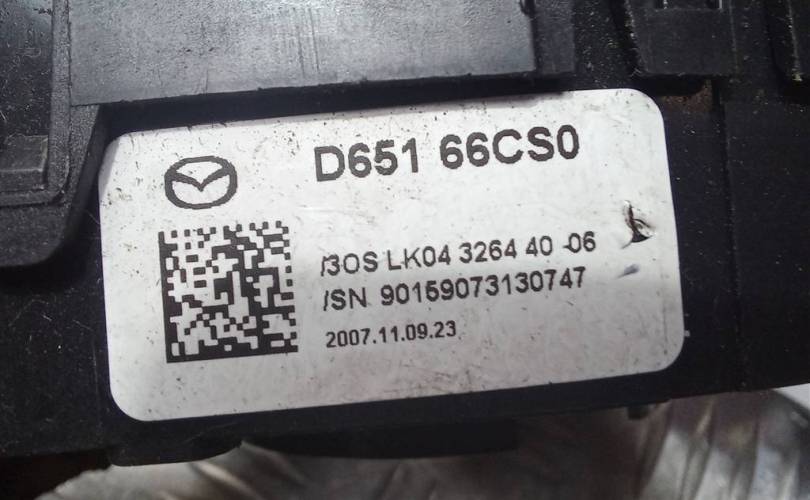 D651 66CS0
/3OS LK04 3264 40 -06
/SN 90159073130747
2007.11.09.23